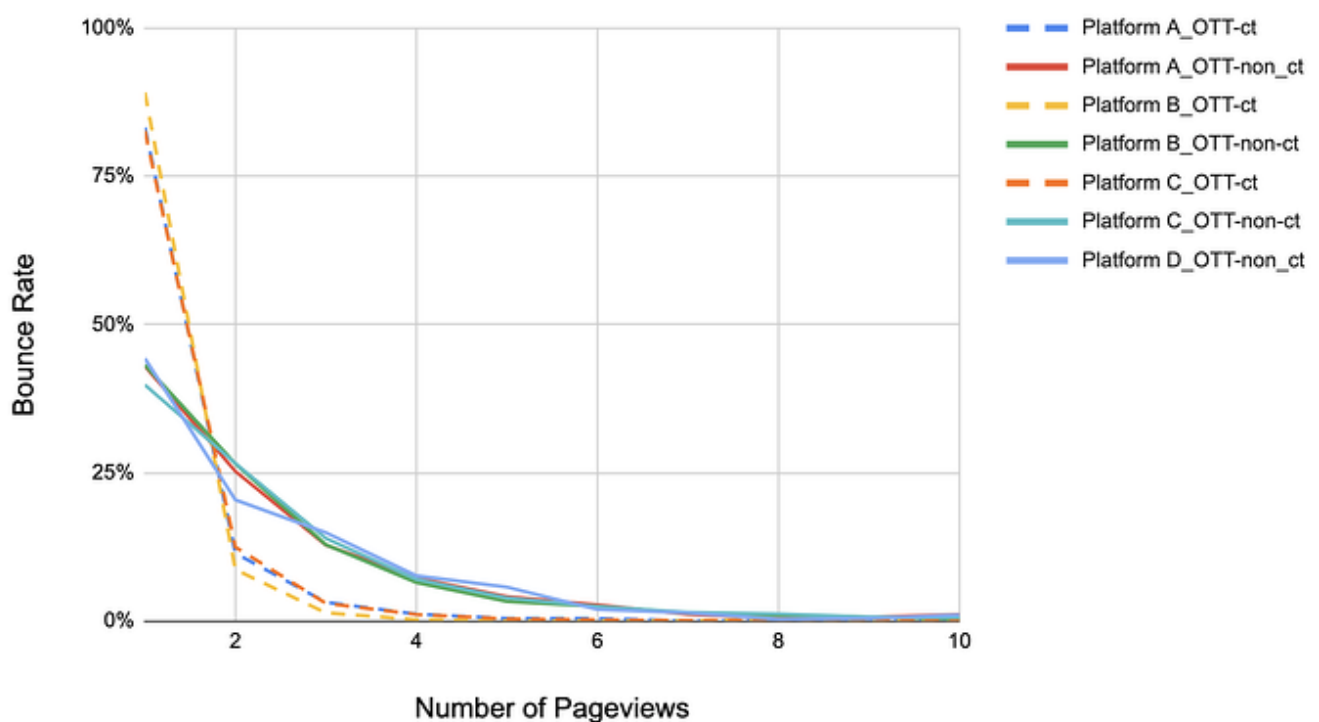 100%
75%
50%
25%
0%
Bounce Rate
2 4 6 8 10
Number of Pageviews
Platform A_OTT-ct
Platform A_OTT-non_ct
Platform B_OTT-ct
Platform B_OTT-non-ct
Platform C_OTT-ct
Platform C_OTT-non-ct
Platform D_OTT-non_ct